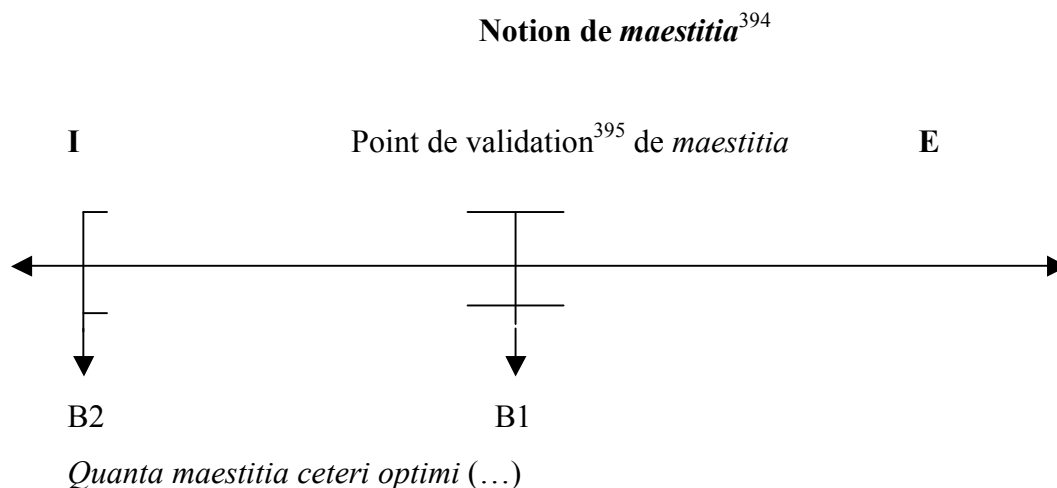 Notion de maestitia394
I Point de validation395 de maestitia E
B2 B1
Quanta maestitia ceteri optimi (…)